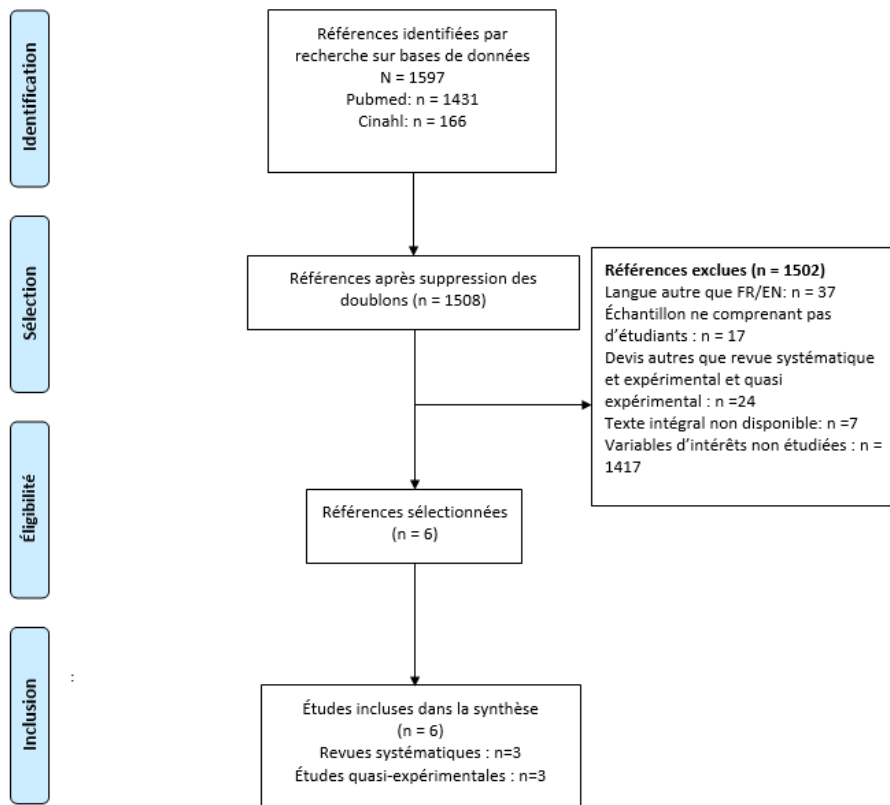 Identification
Références identifiées par
recherche sur bases de données
N = 1597
Pubmed: n = 1431
Cinahl: n = 166
Sélection
Références après suppression des
doublons (n = 1508)
Références exclues (n = 1502)
Langue autre que FR/EN: n = 37
Échantillon ne comprenant pas
d'étudiants : n = 17
Devis autres que revue systématique
et expérimental et quasi
expérimental : n =24
Texte intégral non disponible: n =7
Variables d'intérêts non étudiées : n =
1417
Éligibilité
Références sélectionnées
(n = 6)
Inclusion
:
Études incluses dans la synthèse
(n = 6)
Revues systématiques : n=3
Études quasi-expérimentales : n=3